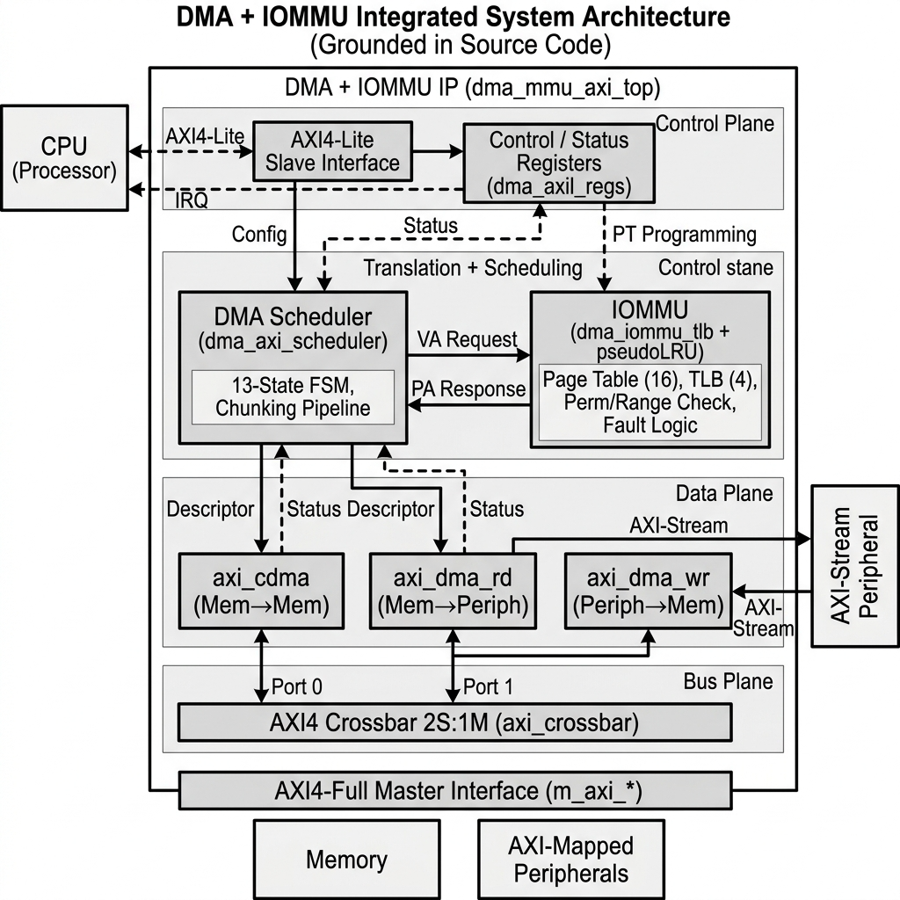 DMA + IOMMU Integrated System Architecture
(Grounded in Source Code)
DMA + IOMMU IP (dma_mmu_axi_top)
Control Plane
CPU
(Processor)
AXI4-Lite
AXI4-Lite
Slave Interface
Control / Status
Registers
(dma_axil_regs)
IRQ
Config
Status
PT Programming
Translation + Scheduling
Control stane
DMA Scheduler
(dma_axi_scheduler)
13-State FSM,
Chunking Pipeline
VA Request
PA Response
IOMMU
(dma_iommu_tlb +
pseudoLRU)
Page Table (16), TLB (4),
Perm/Range Check,
Fault Logic
Data Plane
Descriptor
Status
Descriptor
Status
AXI-Stream
axi_cdma
(Mem→Mem)
axi_dma_rd
(Mem→Periph)
axi_dma_wr
(Periph→Mem)
AXI-
Stream
AXI-Stream
Peripheral
Bus Plane
Port 0
Port 1
AXI4 Crossbar 2S:1M (axi_crossbar)
AXI4-Full Master Interface (m_axi_*)
Memory
AXI-Mapped
Peripherals